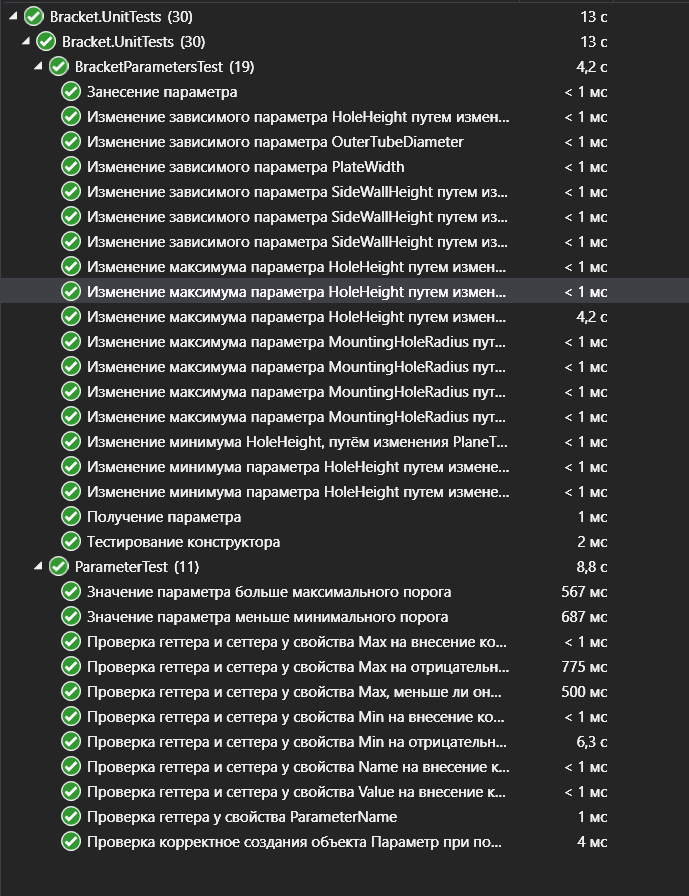 Bracket.UnitTests (30) 13 с
Bracket.UnitTests (30) 13 с
BracketParametersTest (19) 4,2 с
Занесение параметра < 1 мс
Изменение зависимого параметра HoleHeight путем измен... < 1 мс
Изменение зависимого параметра OuterTubeDiameter < 1 мс
Изменение зависимого параметра PlateWidth < 1 мс
Изменение зависимого параметра SideWallHeight путем из... < 1 мс
Изменение зависимого параметра SideWallHeight путем из... < 1 мс
Изменение зависимого параметра SideWallHeight путем из... < 1 мс
Изменение максимума параметра HoleHeight путем измен... < 1 мс
Изменение максимума параметра HoleHeight путем измен... < 1 мс
Изменение максимума параметра HoleHeight путем измен... 4,2 с
Изменение максимума параметра MountingHoleRadius пут... < 1 мс
Изменение максимума параметра MountingHoleRadius пут... < 1 мс
Изменение максимума параметра MountingHoleRadius пут... < 1 мс
Изменение максимума параметра MountingHoleRadius пут... < 1 мс
Изменение минимума HoleHeight, путём изменения PlaneT... < 1 мс
Изменение минимума параметра HoleHeight путем измене... < 1 мс
Изменение минимума параметра HoleHeight путем измене... < 1 мс
Получение параметра 1 мс
Тестирование конструктора 2 мс
ParameterTest (11) 8,8 с
Значение параметра больше максимального порога 567 мс
Значение параметра меньше минимального порога 687 мс
Проверка геттера и сеттера у свойства Max на внесение ко... < 1 мс
Проверка геттера и сеттера у свойства Max на отрицательн... 775 мс
Проверка геттера и сеттера у свойства Max, меньше ли он... 500 мс
Проверка геттера и сеттера у свойства Min на внесение ко... < 1 мс
Проверка геттера и сеттера у свойства Min на отрицательн... 6,3 с
Проверка геттера и сеттера у свойства Name на внесение к... < 1 мс
Проверка геттера и сеттера у свойства Value на внесение к... < 1 мс
Проверка геттера у свойства ParameterName 1 мс
Проверка корректное создания объекта Параметр при по... 4 мс